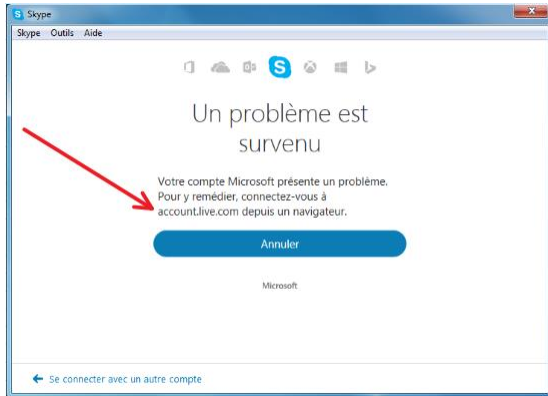 Skype
Skype Outils Aide
Un problème est
survenu
Votre compte Microsoft présente un problème.
Pour y remédier, connectez-vous à
account.live.com depuis un navigateur.
Annuler
Microsoft
Se connecter avec un autre compte